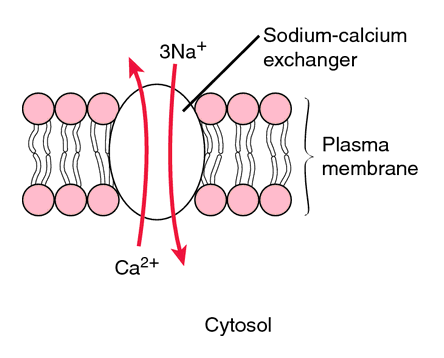 Sodium-calcium
exchanger
3Na⁺
Plasma
membrane
Ca²⁺
Cytosol